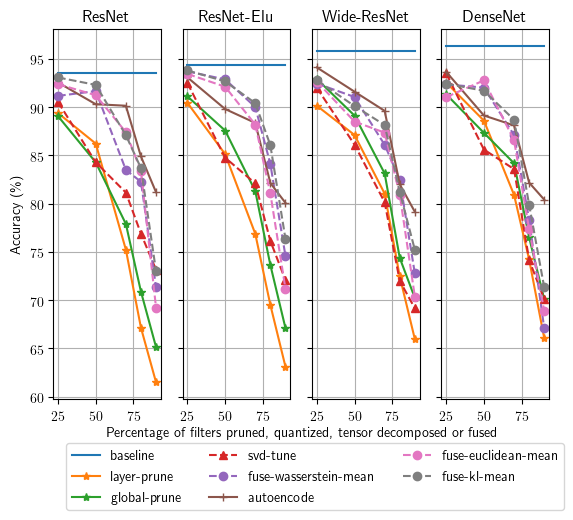 ResNet ResNet-Elu Wide-ResNet DenseNet
95
90
85
80
75
70
65
60
Accuracy (%)
25 50 75 25 50 75 25 50 75 25 50 75
Percentage of filters pruned, quantized, tensor decomposed or fused
baseline svd-tune fuse-euclidean-mean
layer-prune fuse-wasserstein-mean fuse-kl-mean
global-prune autoencode